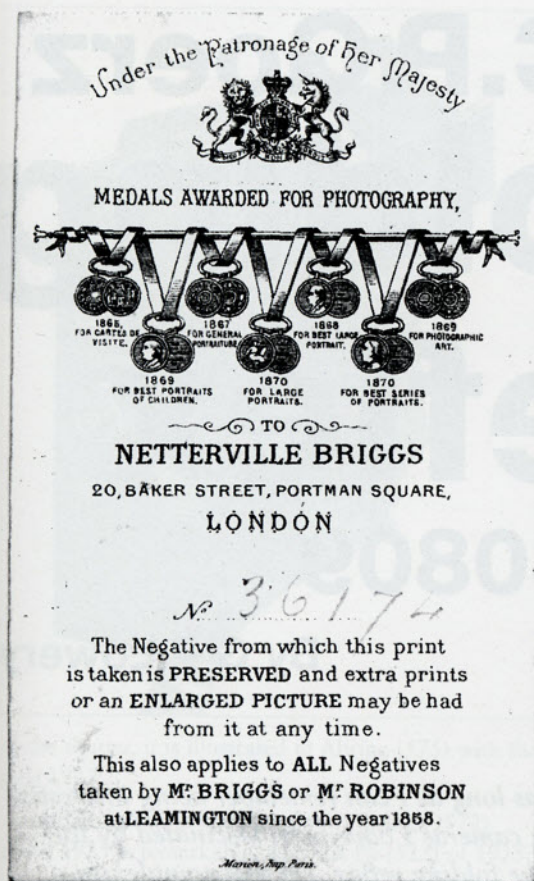 Under the Patronage of Her Majesty
MEDALS AWARDED FOR PHOTOGRAPHY,
1865,
FOR CARTES DE
VISITE.
1867
FOR GENERAL
PORTRAITURE
1868
FOR BEST LARGE
PORTRAIT.
1869
FOR PHOTOGRAPHIC
ART.
1869
FOR BEST PORTRAITS
OF CHILDREN.
1870
FOR LARGE
PORTRAITS.
1870
FOR BEST SERIES
OF PORTRAITS.
TO
NETTERVILLE BRIGGS
20, BAKER STREET, PORTMAN SQUARE,
LONDON
No 36174
The Negative from which this print
is taken is PRESERVED and extra prints
or an ENLARGED PICTURE may be had
from it at any time.
This also applies to ALL Negatives
taken by Mr. BRIGGS or Mr. ROBINSON
at LEAMINGTON since the year 1858.
Marion, Imp. Paris.